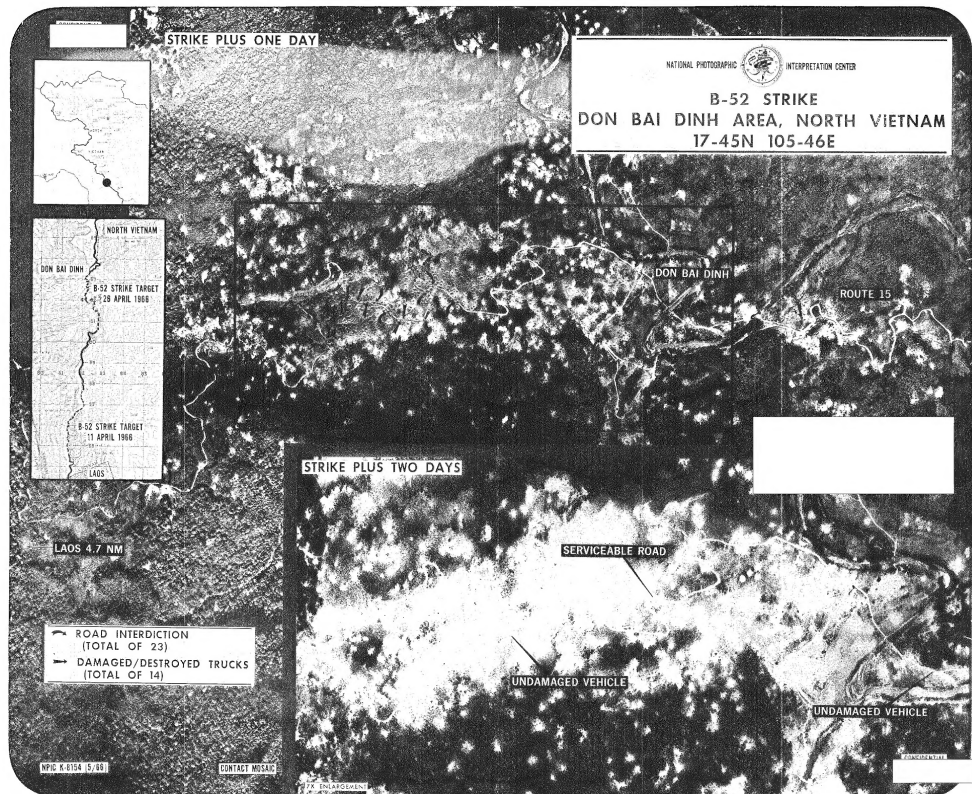 STRIKE PLUS ONE DAY
NATIONAL PHOTOGRAPHIC INTERPRETATION CENTER
B-52 STRIKE
DON BAI DINH AREA, NORTH VIETNAM
17-45N 105-46E
NORTH VIETNAM
DON BAI DINH
B-52 STRIKE TARGET
26 APRIL 1966
B-52 STRIKE TARGET
11 APRIL 1966
LAOS
DON BAI DINH
ROUTE 15
LAOS 4.7 NM
ROAD INTERDICTION
(TOTAL OF 23)
DAMAGED/DESTROYED TRUCKS
(TOTAL OF 14)
STRIKE PLUS TWO DAYS
SERVICEABLE ROAD
UNDAMAGED VEHICLE
UNDAMAGED VEHICLE
NPIC K-8154 (5/66)
CONTACT MOSAIC
7X ENLARGEMENT